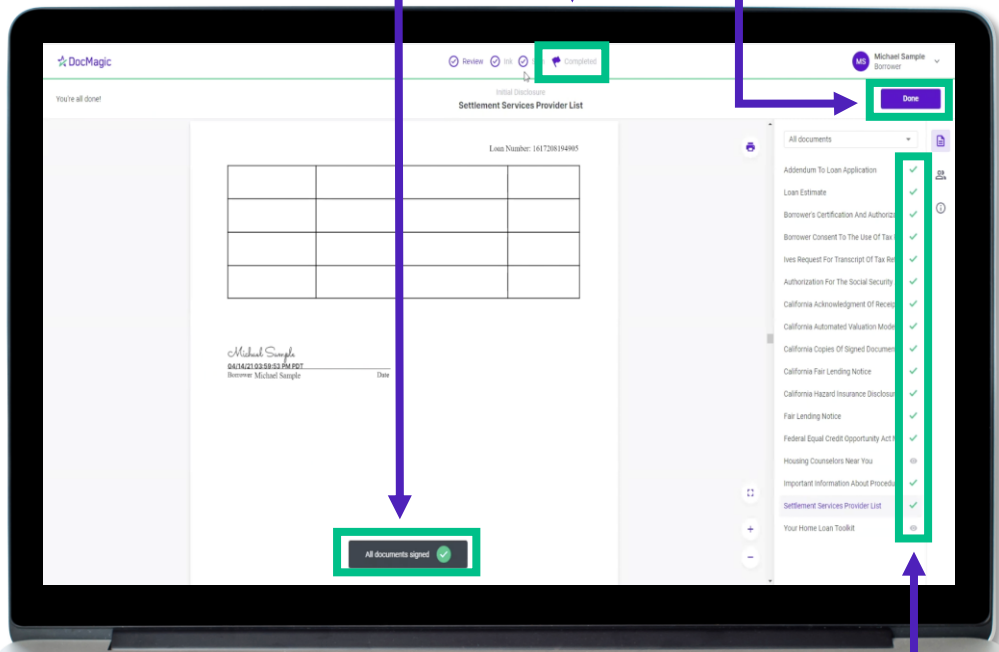 DocMagic
Review
Ink
Completed
MS
Michael Sample
Borrower
You're all done!
Initial Disclosure
Settlement Services Provider List
Done
Loan Number: 1617208194905
Michael Sample
04/14/21 03:59:53 PM PDT
Borrower Michael Sample Date
All documents signed
All documents
Addendum To Loan Application
Loan Estimate
Borrower's Certification And Authoriza
Borrower Consent To The Use Of Tax
Ives Request For Transcript Of Tax Ret
Authorization For The Social Security
California Acknowledgment Of Receip
California Automated Valuation Mode
California Copies Of Signed Documen
California Fair Lending Notice
California Hazard Insurance Disclosur
Fair Lending Notice
Federal Equal Credit Opportunity Act N
Housing Counselors Near You
Important Information About Procedu
Settlement Services Provider List
Your Home Loan Toolkit